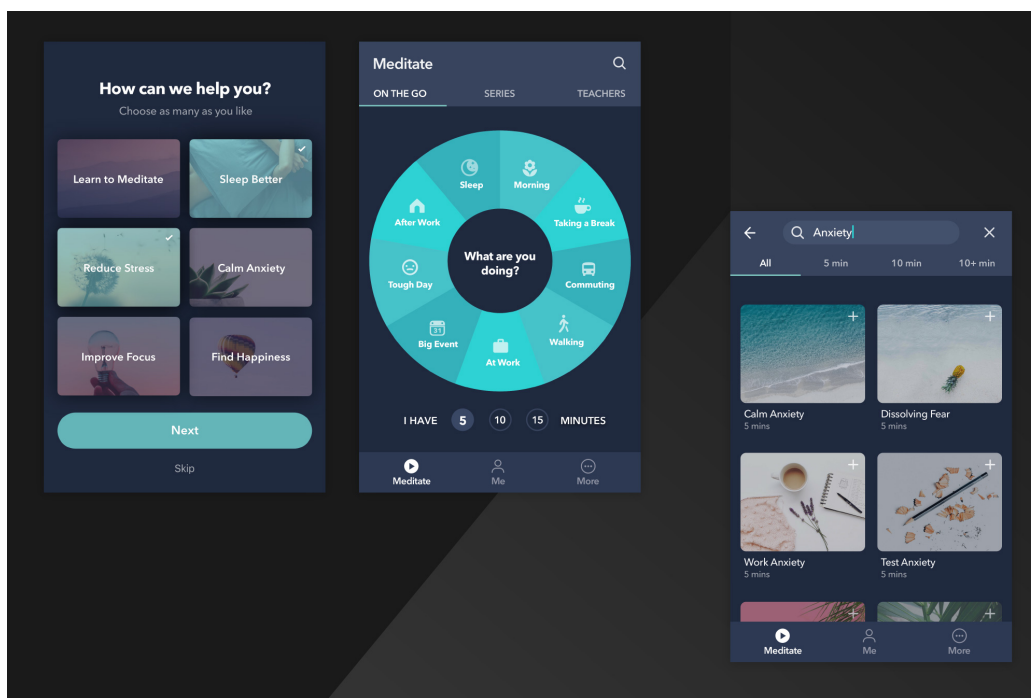 How can we help you?
Choose as many as you like
Learn to Meditate
Sleep Better
Reduce Stress
Calm Anxiety
Improve Focus
Find Happiness
Next
Skip
Meditate
ON THE GO
SERIES
TEACHERS
Sleep
Morning
After Work
Taking a Break
What are you
doing?
Tough Day
Commuting
31
Big Event
Walking
At Work
I HAVE 5 10 15 MINUTES
Meditate
Me
More
Anxiety
All
5 min
10 min
10+ min
Calm Anxiety
5 mins
Dissolving Fear
5 mins
Work Anxiety
5 mins
Test Anxiety
5 mins
Meditate
Me
More